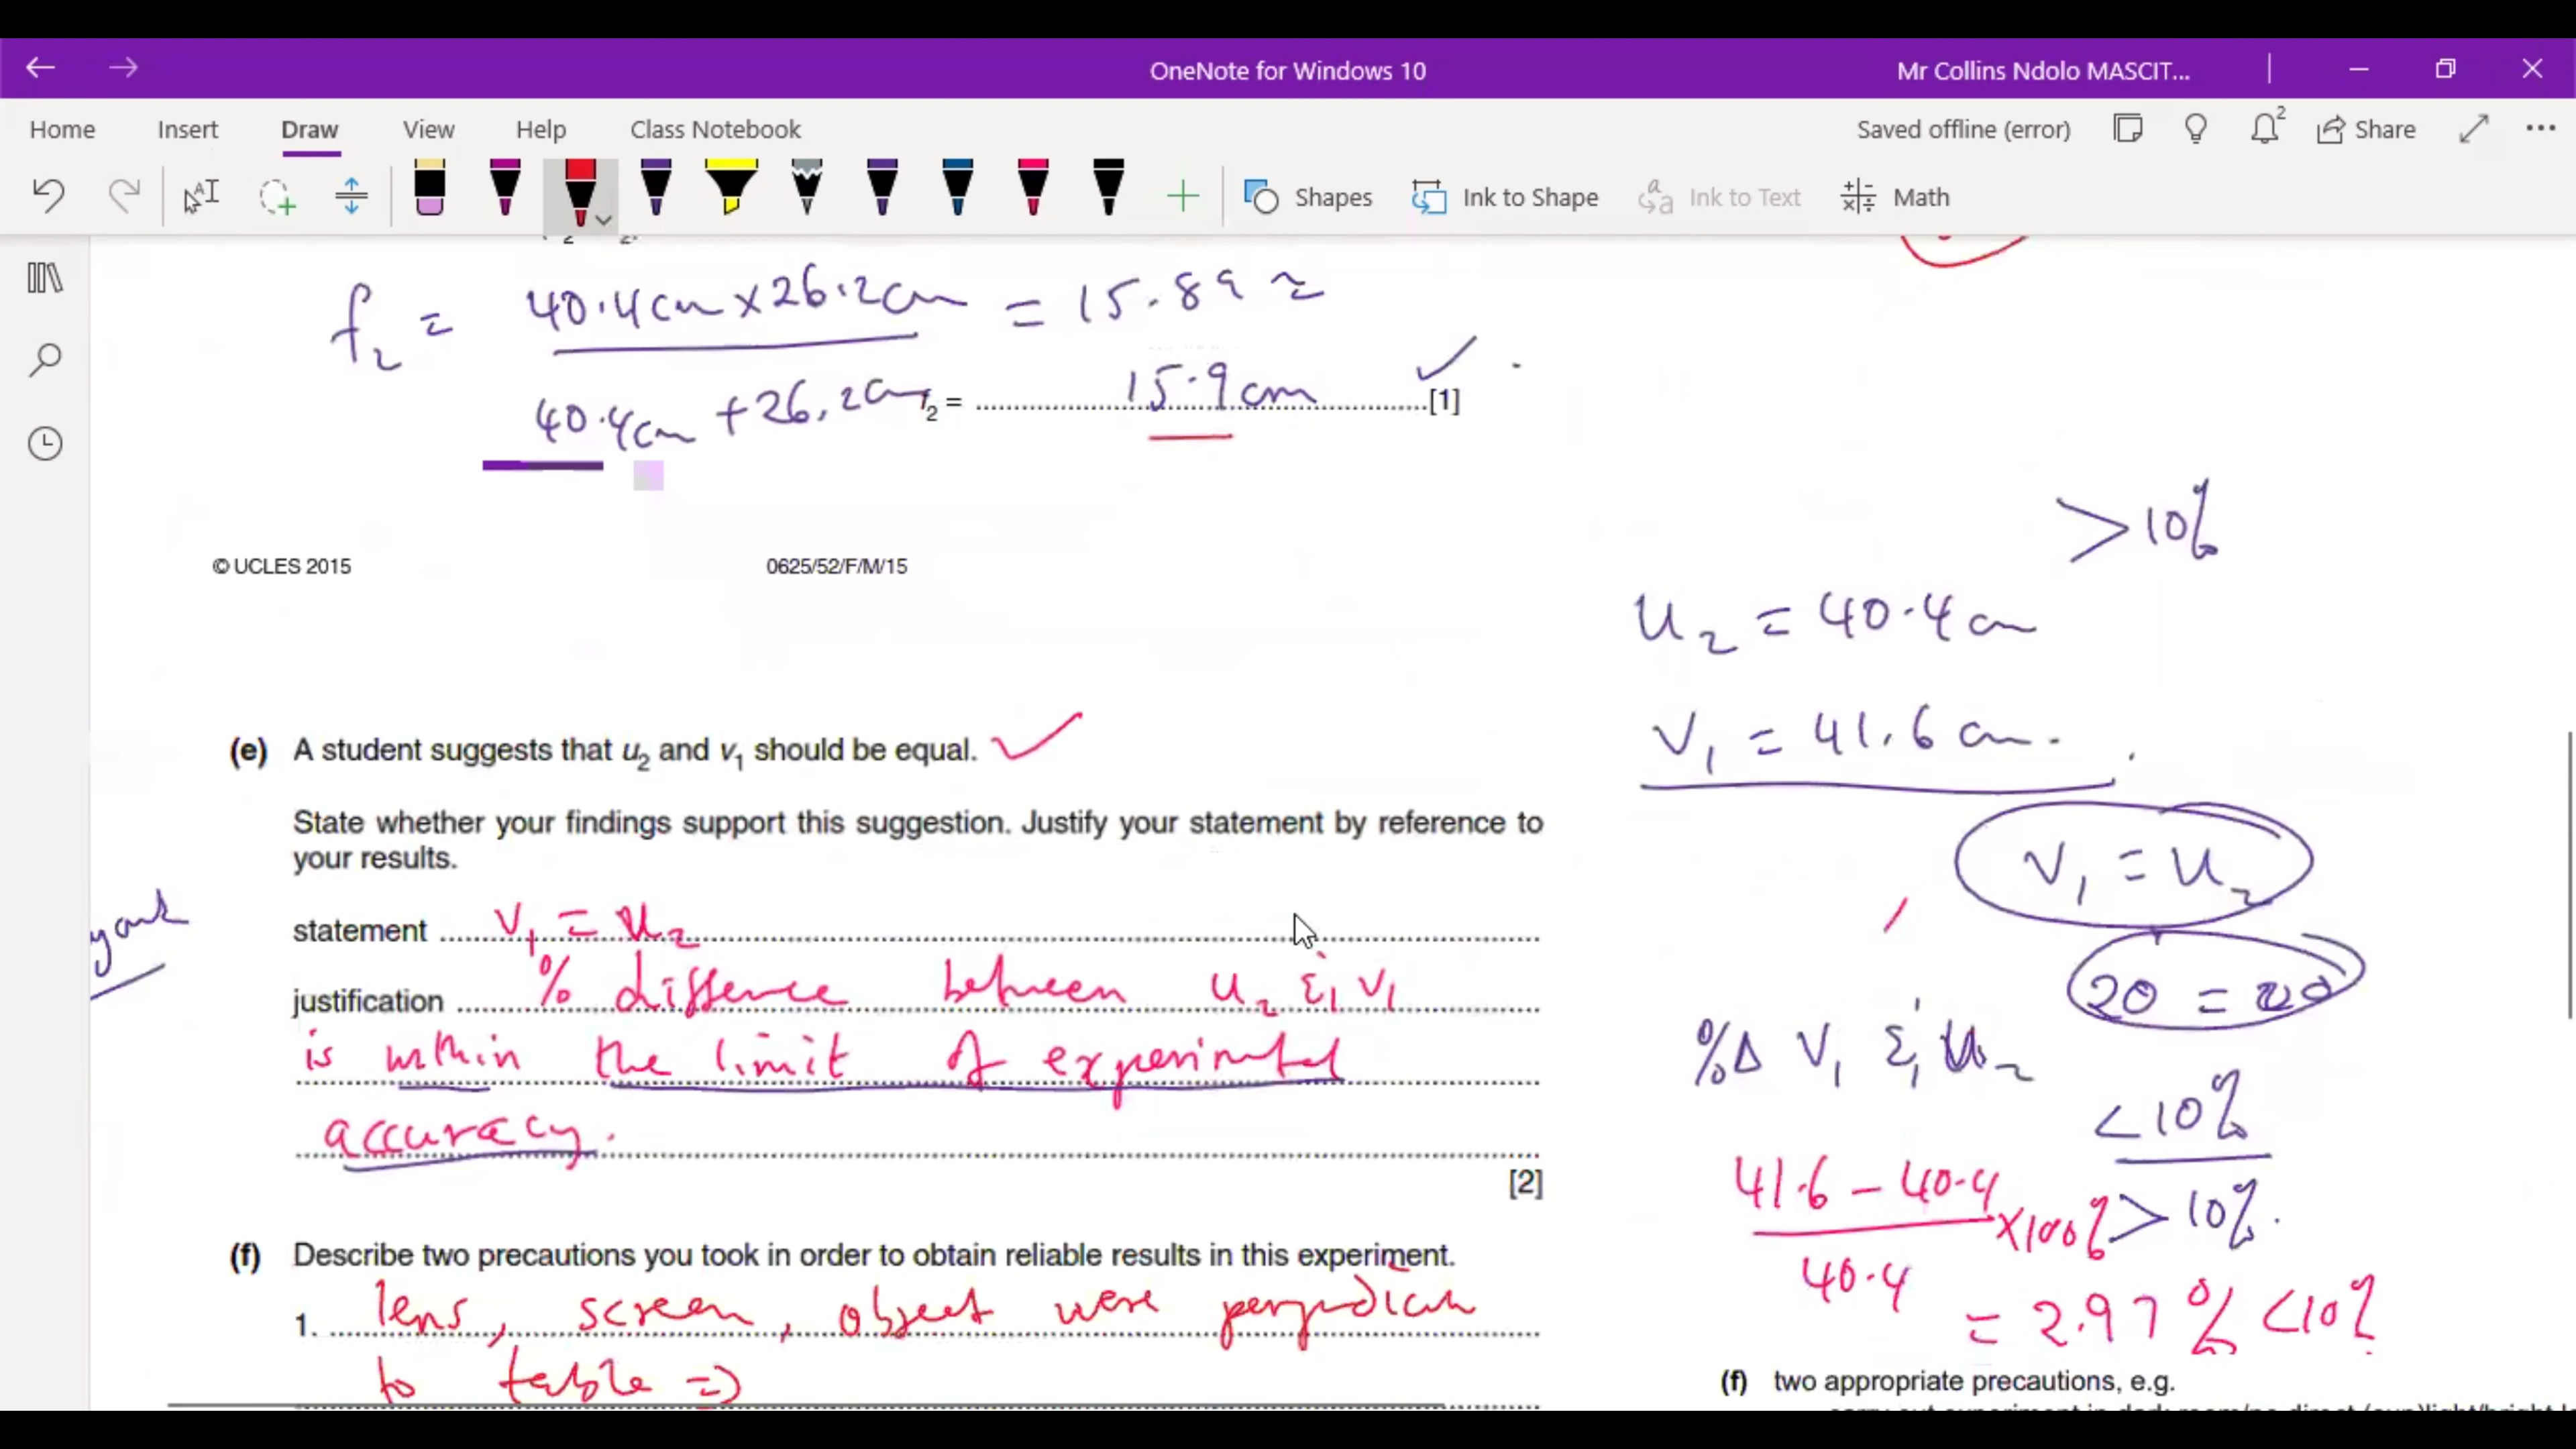 OneNote for Windows 10
Mr Collins Ndolo MASCIT...
Home Insert Draw View Help Class Notebook
Saved offline (error) 2 Share
Shapes Ink to Shape Ink to Text Math
f2 = 40.4cm x 26.2cm = 15.89 ≈
40.4cm + 26.2cm
f2 = 15.9cm ✓ [1]
© UCLES 2015 0625/52/F/M/15
> 10%
u2 = 40.4 cm
v1 = 41.6 cm.
(e) A student suggests that u2 and v1 should be equal. ✓
State whether your findings support this suggestion. Justify your statement by reference to
your results.
v1 = u2
20 = 20
statement v1 = u2
justification % difference between u2 & v1
is within the limit of experimental
accuracy.
[2]
%Δ v1 & u2
< 10%
> 10%.
41.6 - 40.4 x 100%
40.4
= 2.97% < 10%
(f) Describe two precautions you took in order to obtain reliable results in this experiment.
1. lens, screen, object were
to table =>
(f) two appropriate precautions, e.g.